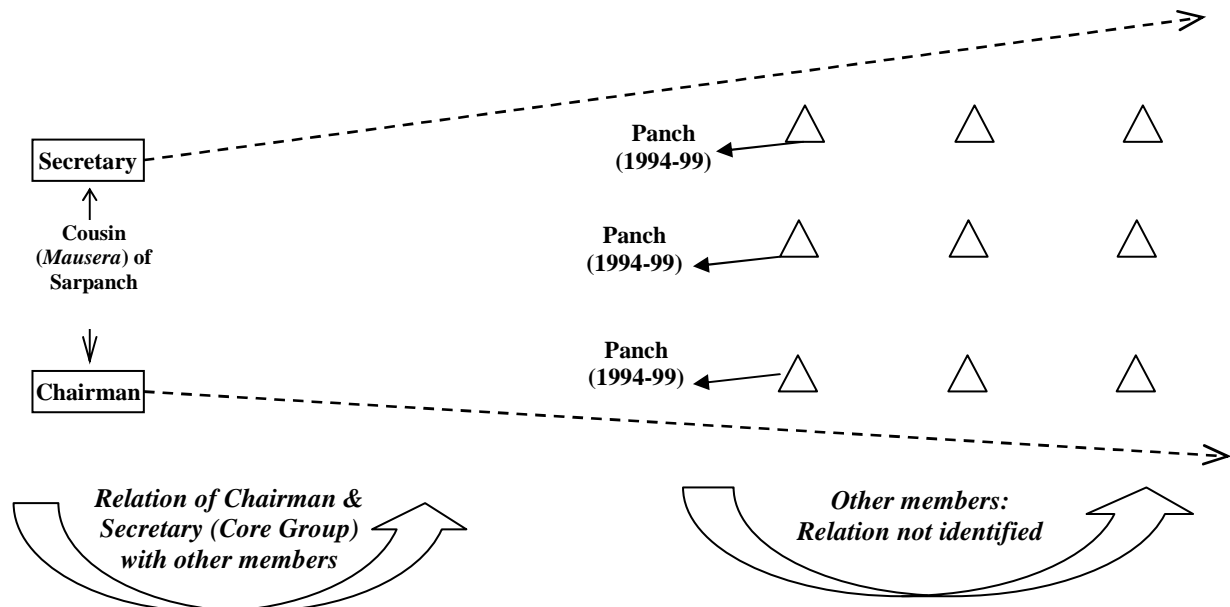 Secretary
Cousin
(Mausera) of
Sarpanch
Chairman
Panch
(1994-99)
Panch
(1994-99)
Panch
(1994-99)
Relation of Chairman &
Secretary (Core Group)
with other members
Other members:
Relation not identified